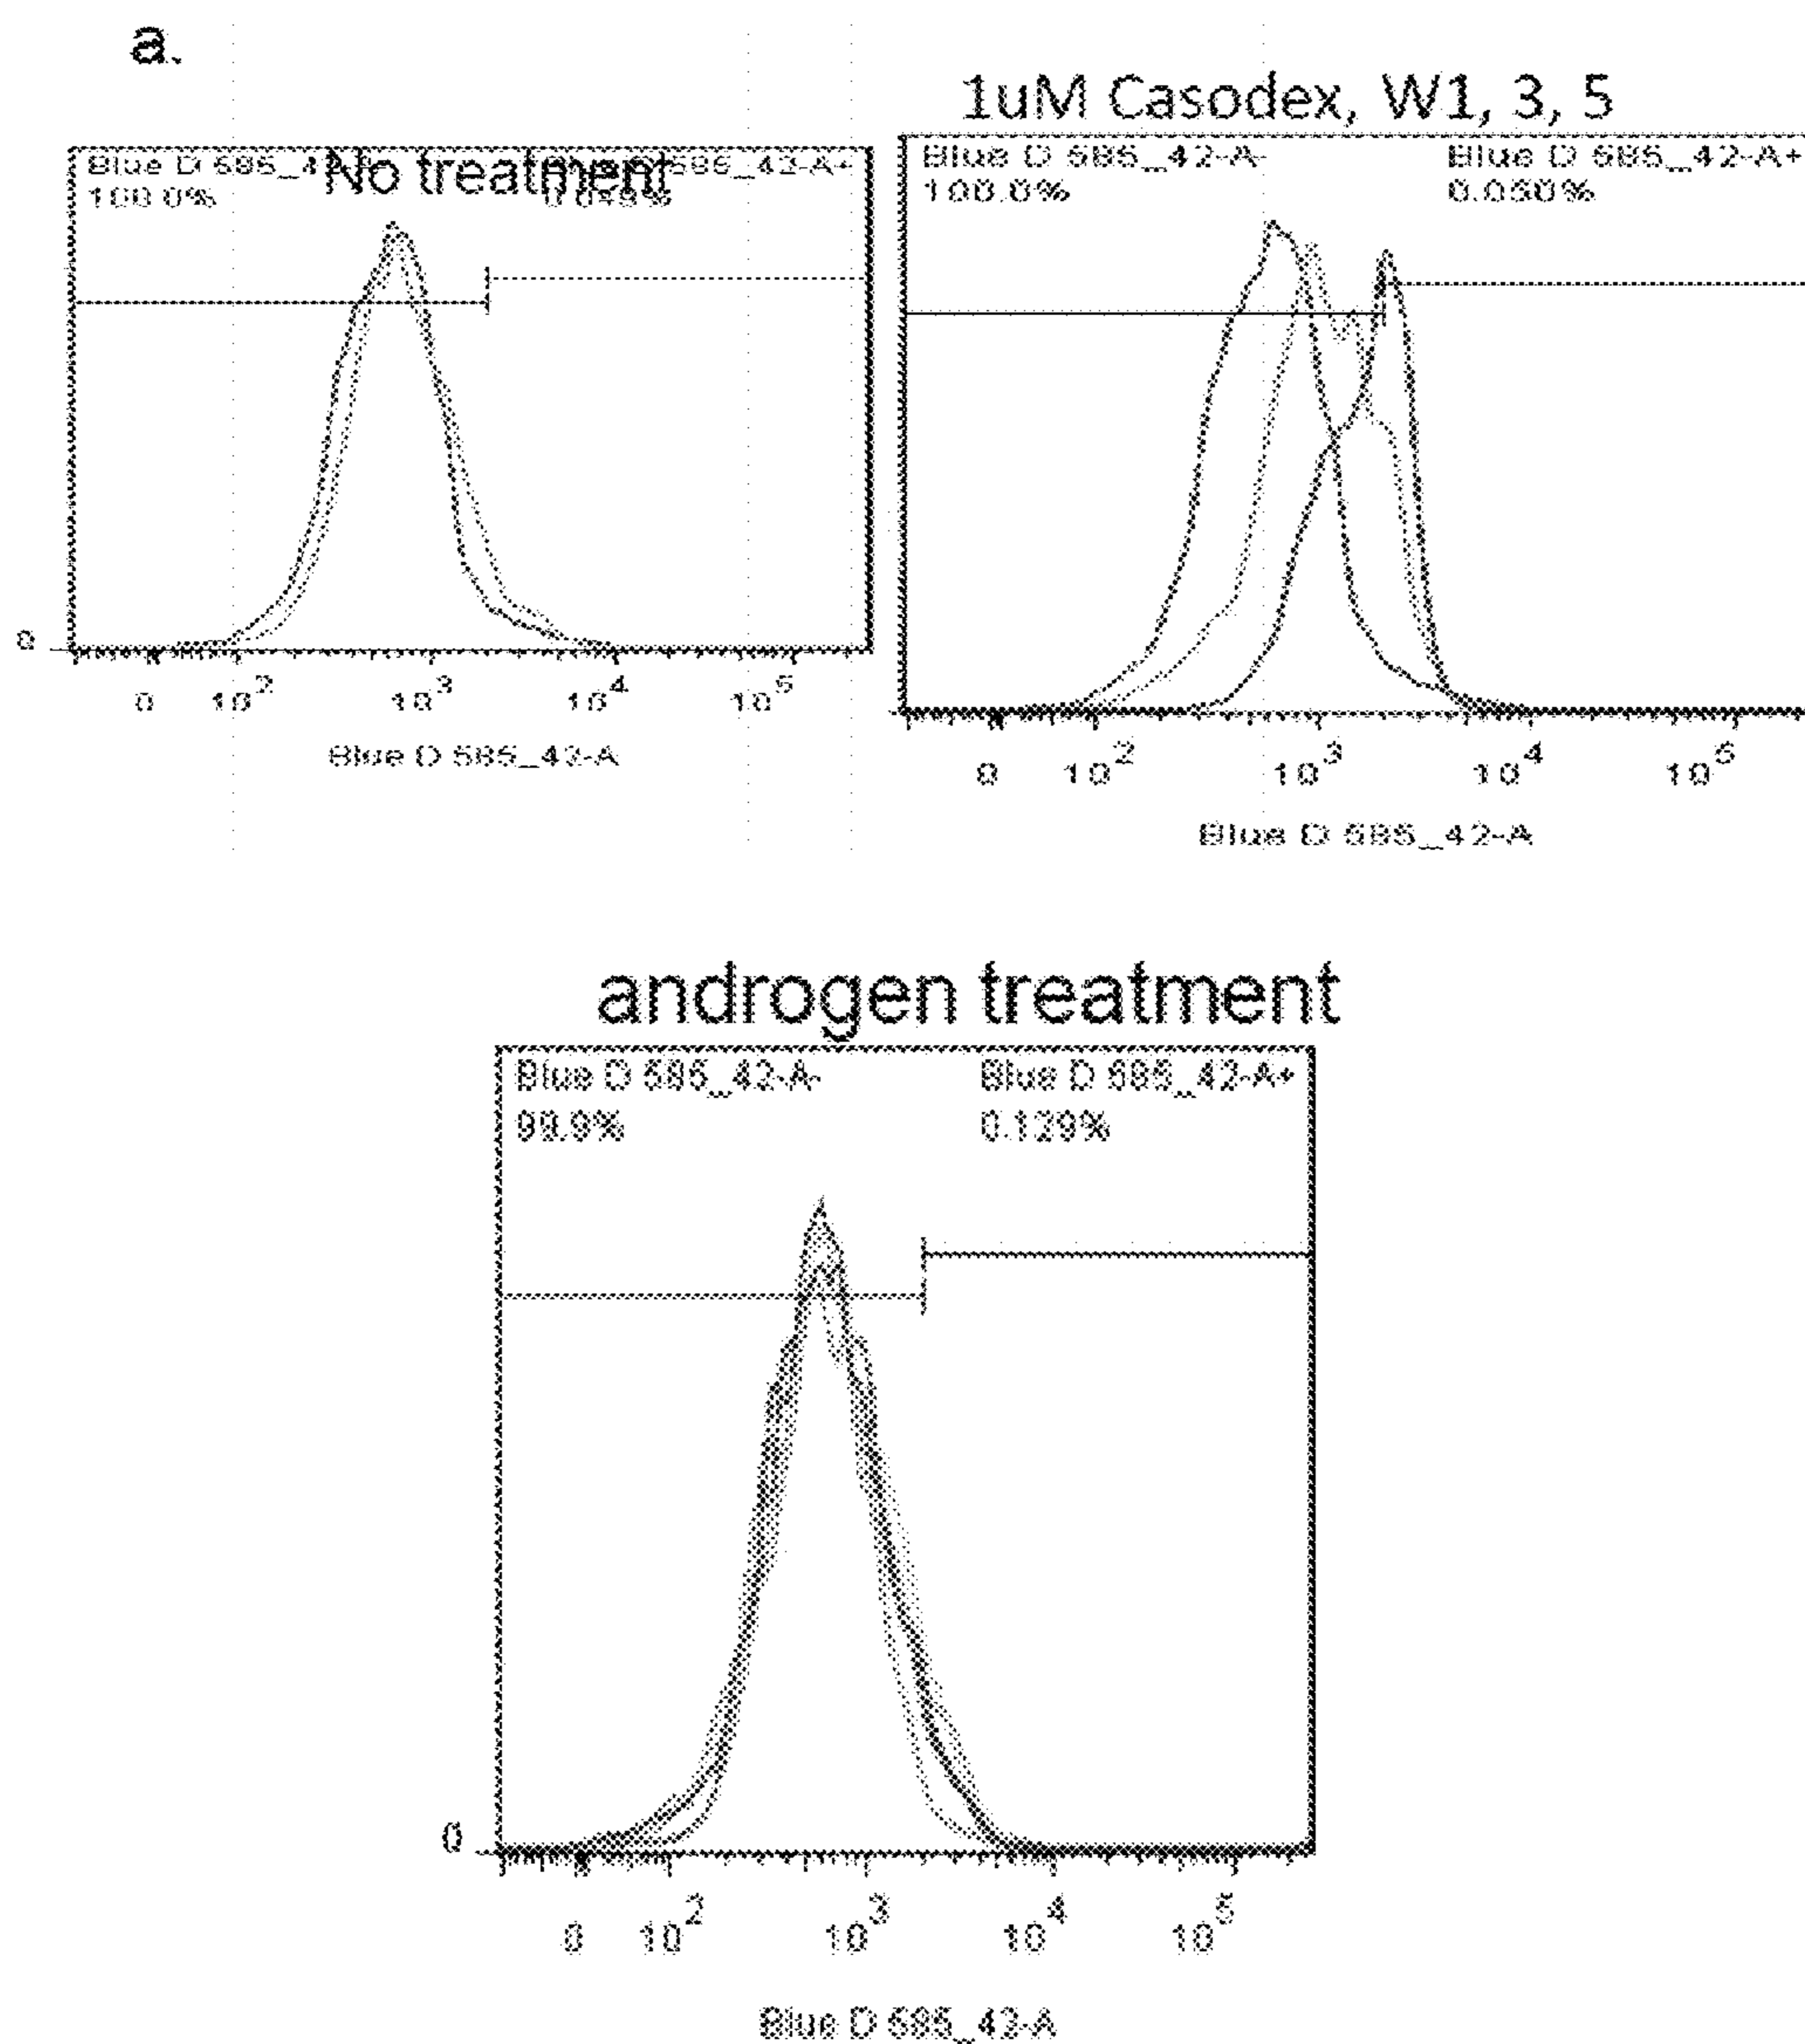 a.
No treatment
100.0%
0
0 10^2 10^3 10^4 10^5
Blue D 585_42-A
1uM Casodex, W1, 3, 5
Blue D 585_42-A- Blue D 585_42-A+
100.0% 0.050%
0 10^2 10^3 10^4 10^5
Blue D 585_42-A
androgen treatment
Blue D 585_42-A- Blue D 585_42-A+
99.9% 0.129%
0
0 10^2 10^3 10^4 10^5
Blue D 585_42-A